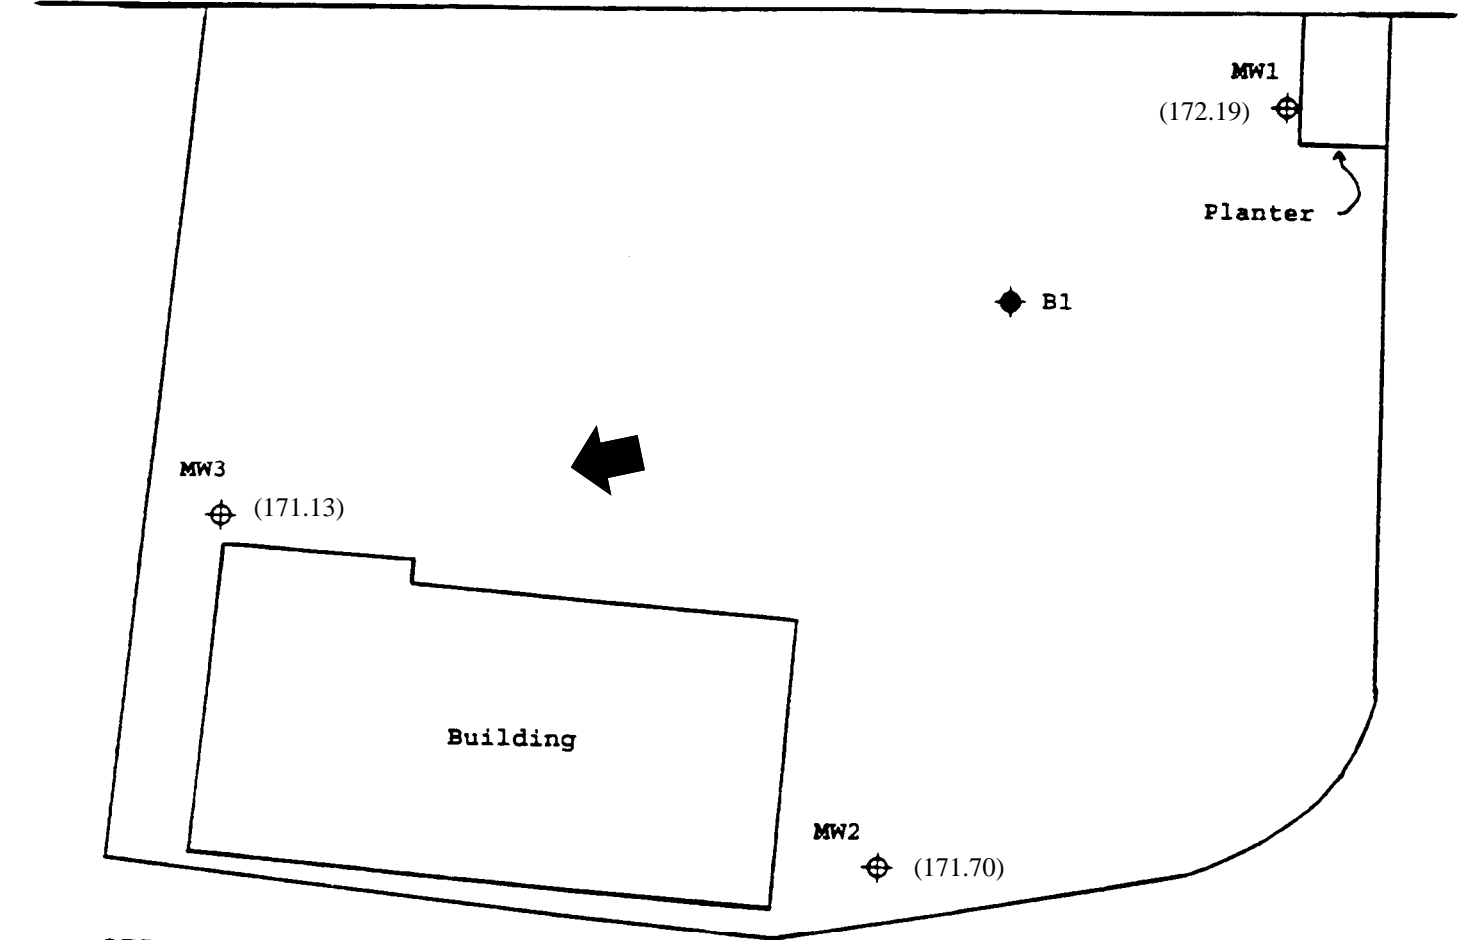 MW1
(172.19)
Planter
B1
MW3
(171.13)
Building
MW2
(171.70)